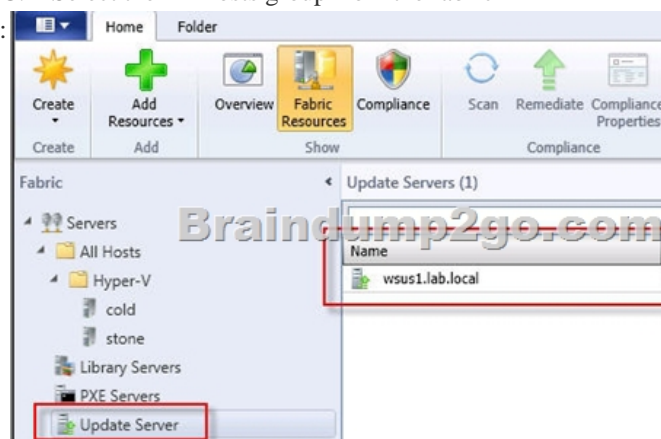 :
Home Folder
Create Add Resources Overview Fabric Resources Compliance Scan Remediate Compliance Properties
Create Add Show Compliance
Fabric Update Servers (1)
Servers
Braindump2go.com
All Hosts Name
Hyper-V wsus1.lab.local
cold
stone
Library Servers
PXE Servers
Update Server